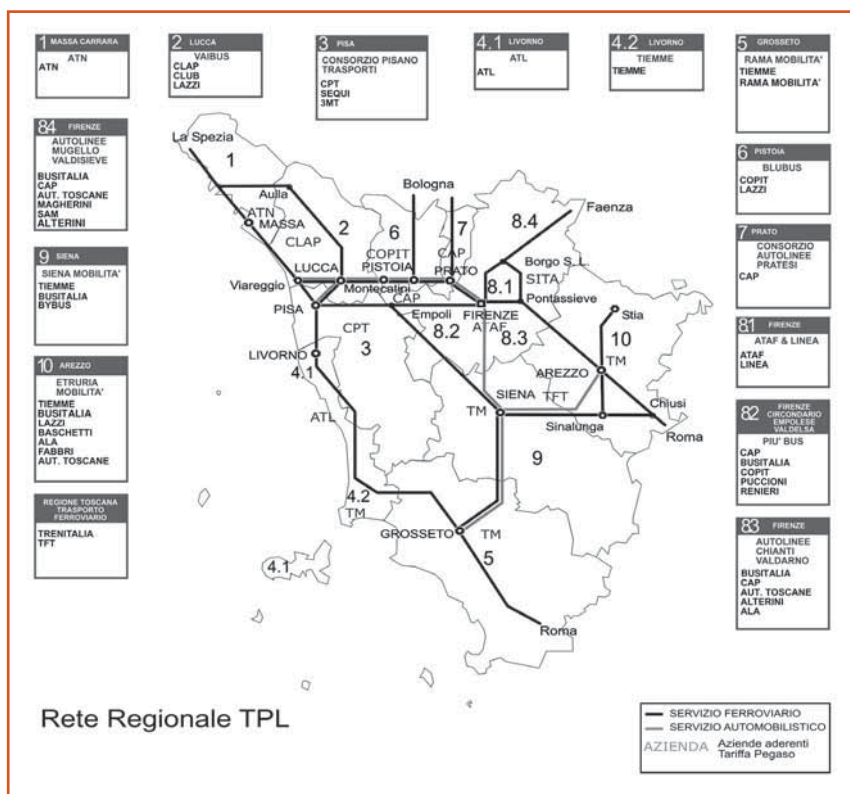 1 MASSA CARRARA
ATN
ATN
2 LUCCA
VAIBUS
CLAP
CLUB
LAZZI
3 PISA
CONSORZIO PISANO
TRASPORTI
CPT
SEQUI
3MT
4.1 LIVORNO
ATL
ATL
4.2 LIVORNO
TIEMME
TIEMME
5 GROSSETO
RAMA MOBILITA'
TIEMME
RAMA MOBILITA'
84 FIRENZE
AUTOLINEE
MUGELLO
VALDISIEVE
BUSITALIA
CAP
AUT. TOSCANE
MAGHERINI
SAM
ALTERINI
9 SIENA
SIENA MOBILITA'
TIEMME
BUSITALIA
BYBUS
10 AREZZO
ETRURIA
MOBILITA'
TIEMME
BUSITALIA
LAZZI
BASCHETTI
ALA
FABBRI
AUT. TOSCANE
REGIONE TOSCANA
TRASPORTO
FERROVIARIO
TRENITALIA
TFT
6 PISTOIA
BLUBUS
COPIT
LAZZI
7 PRATO
CONSORZIO
AUTOLINEE
PRATESI
CAP
81 FIRENZE
ATAF & LINEA
ATAF
LINEA
82 FIRENZE
CIRCONDARIO
EMPOLESE
VALDELSA
PIU' BUS
CAP
BUSITALIA
COPIT
PUCCIONI
RENIERI
83 FIRENZE
AUTOLINEE
CHIANTI
VALDARNO
BUSITALIA
CAP
AUT. TOSCANE
ALTERINI
ALA
La Spezia
1
Aulla
Bologna
Faenza
ATN
MASSA
2
6
7
8.4
CLAP
COPIT
PISTOIA
CAP
PRATO
Borgo S. L.
SITA
Viareggio
LUCCA
Montecatini
8.1
Pontassieve
PISA
CAP
Empoli
FIRENZE
ATAF
Stia
CPT
3
8.2
8.3
10
LIVORNO
4.1
TM
AREZZO
SIENA
TFT
ATL
TM
Chiusi
Sinalunga
Roma
9
4.2
TM
GROSSETO
TM
4.1
5
Roma
Rete Regionale TPL
SERVIZIO FERROVIARIO
SERVIZIO AUTOMOBILISTICO
AZIENDA Aziende aderenti
Tariffa Pegaso